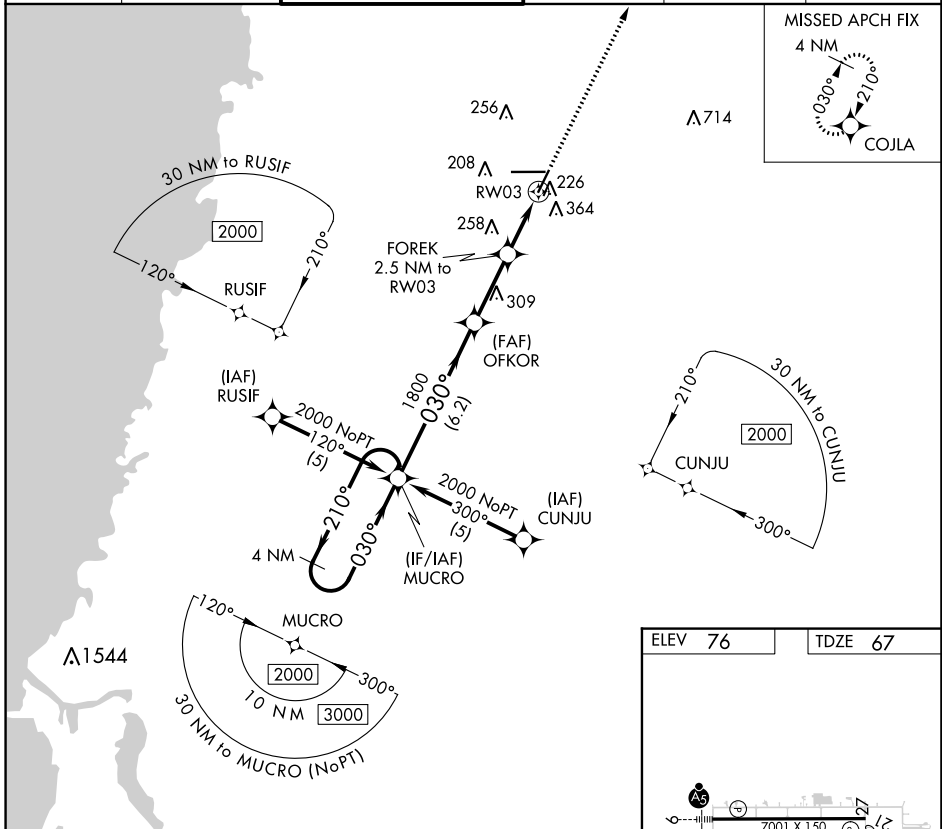 MISSED APCH FIX
4 NM
030°
210°
COJLA
256
714
30 NM to RUSIF
2000
120°
210°
RUSIF
208
RW03
226
364
258
FOREK
2.5 NM to
RW03
309
(FAF)
OFKOR
(IAF)
RUSIF
2000 NoPT
120°
(5)
1800
030°
(6.2)
30 NM to CUNJU
210°
2000
CUNJU
300°
2000 NoPT
300°
(5)
(IAF)
CUNJU
210°
030°
4 NM
(IF/IAF)
MUCRO
120°
MUCRO
2000
300°
10 NM
3000
30 NM to MUCRO (NoPT)
1544
ELEV 76
TDZE 67
A5
P
9
7001 X 150
27
21